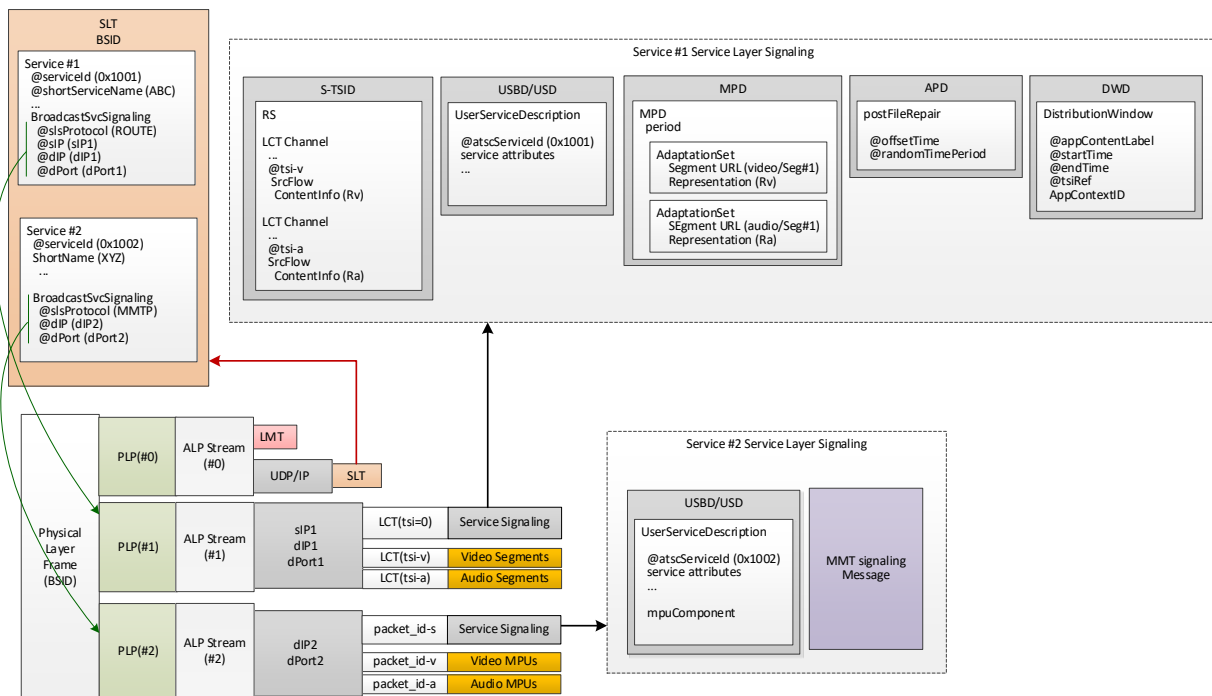 SLT
BSID
Service #1
@serviceId (0x1001)
@shortServiceName (ABC)
...
BroadcastSvcSignaling
@slsProtocol (ROUTE)
@sIP (sIP1)
@dIP (dIP1)
@dPort (dPort1)
Service #2
@serviceId (0x1002)
ShortName (XYZ)
...
BroadcastSvcSignaling
@slsProtocol (MMTP)
@dIP (dIP2)
@dPort (dPort2)
Service #1 Service Layer Signaling
S-TSID
RS
LCT Channel
...
@tsi-v
SrcFlow
ContentInfo (Rv)
LCT Channel
...
@tsi-a
SrcFlow
ContentInfo (Ra)
USBD/USD
UserServiceDescription
@atscServiceId (0x1001)
service attributes
...
MPD
MPD
period
AdaptationSet
Segment URL (video/Seg#1)
Representation (Rv)
AdaptationSet
SEgment URL (audio/Seg#1)
Representation (Ra)
APD
postFileRepair
@offsetTime
@randomTimePeriod
DWD
DistributionWindow
@appContentLabel
@startTime
@endTime
@tsiRef
AppContextID
Physical
Layer
Frame
(BSID)
PLP(#0)
ALP Stream
(#0)
LMT
UDP/IP
SLT
PLP(#1)
ALP Stream
(#1)
sIP1
dIP1
dPort1
LCT(tsi=0)
Service Signaling
LCT(tsi-v)
Video Segments
LCT(tsi-a)
Audio Segments
PLP(#2)
ALP Stream
(#2)
dIP2
dPort2
packet_id-s
Service Signaling
packet_id-v
Video MPUs
packet_id-a
Audio MPUs
Service #2 Service Layer Signaling
USBD/USD
UserServiceDescription
@atscServiceId (0x1002)
service attributes
...
mpuComponent
MMT signaling
Message